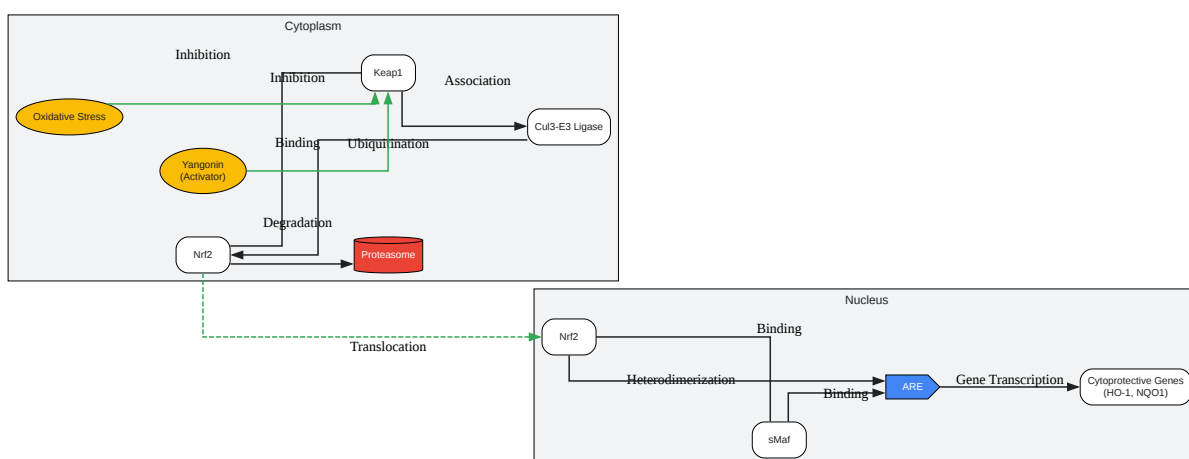 Cytoplasm
Inhibition
Keap1
Inhibition
Association
Oxidative Stress
Cul3-E3 Ligase
Binding
Ubiquitination
Yangonin
(Activator)
Degradation
Nrf2
Proteasome
Nucleus
Nrf2
Binding
Translocation
Heterodimerization
ARE
Gene Transcription
Cytoprotective Genes
(HO-1, NQO1)
Binding
sMaf